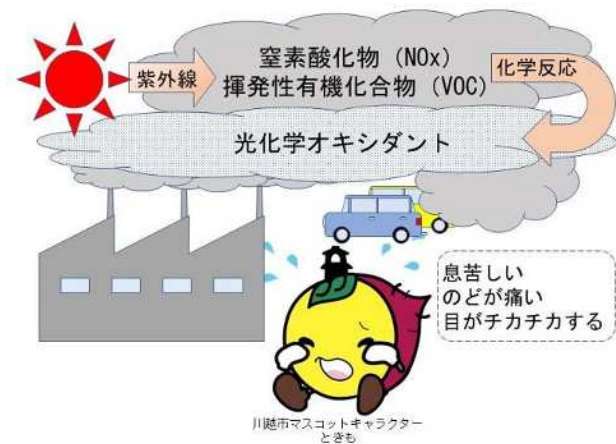 紫外線
窒素酸化物（NOx）
揮発性有機化合物（VOC）
化学反応
光化学オキシダント
息苦しい
のどが痛い
目がチカチカする
川越市マスコットキャラクター
ときも